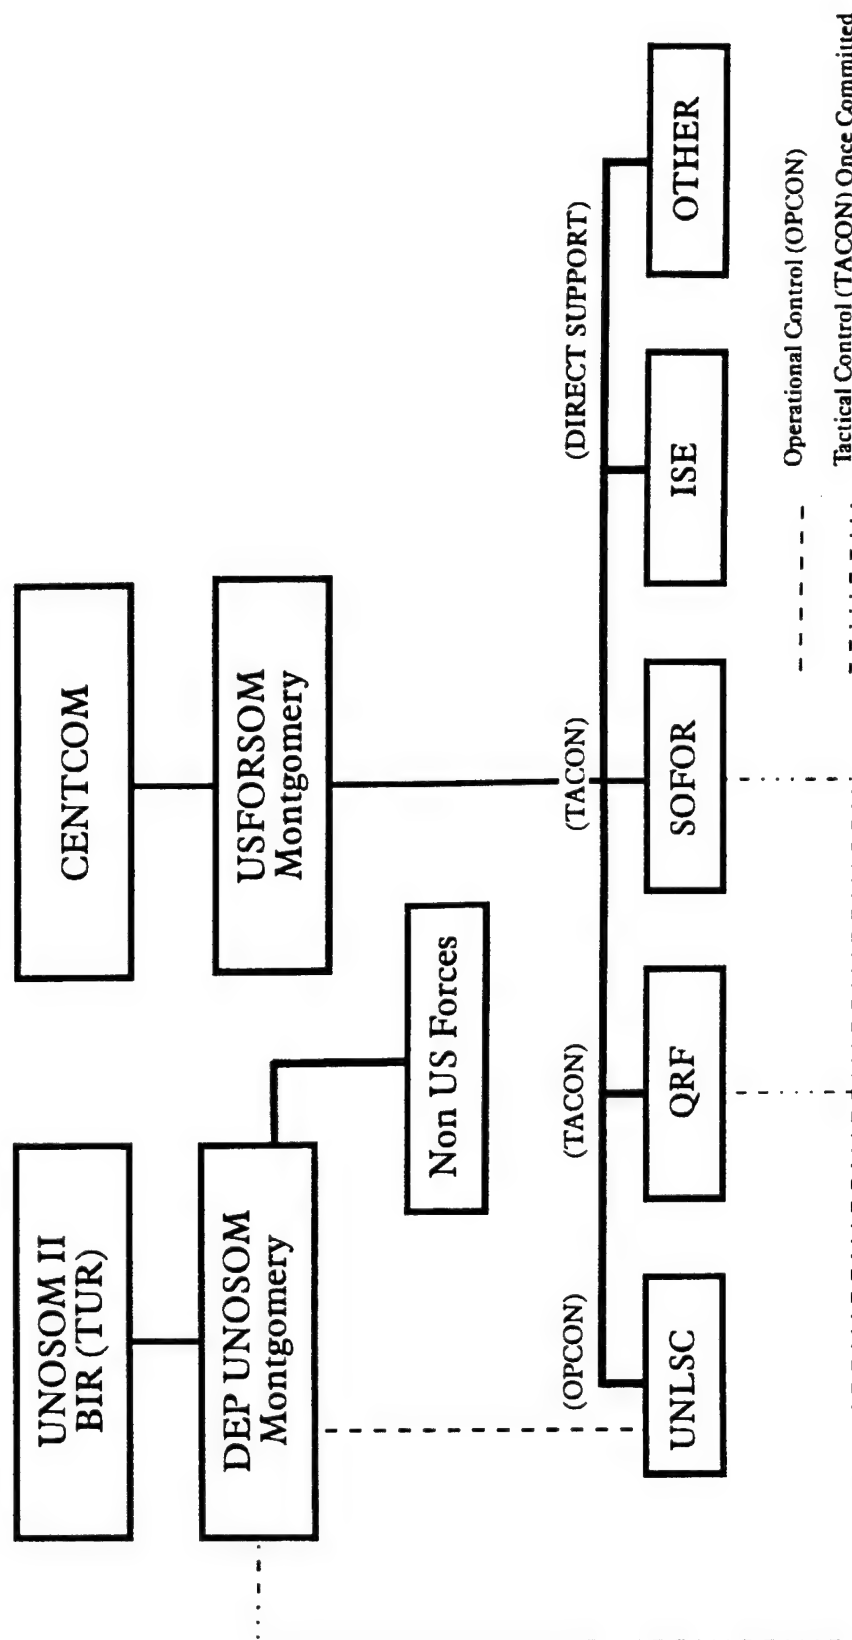 UNOSOM II
BIR (TUR)
CENTCOM
DEP UNOSOM
Montgomery
USFORSOM
Montgomery
Non US Forces
(OPCON)
(TACON)
(TACON)
(DIRECT SUPPORT)
UNLSC
QRF
SOFOR
ISE
OTHER
Operational Control (OPCON)
Tactical Control (TACON) Once Committed